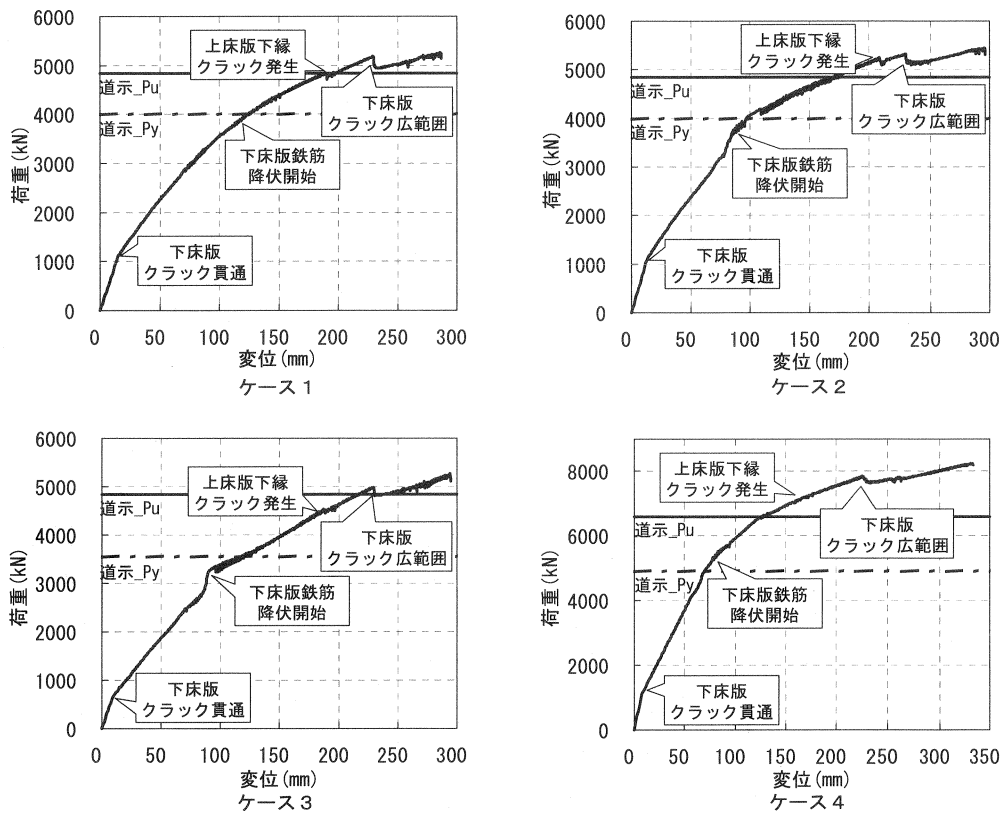 6000
5000
4000
3000
2000
1000
0
荷重(kN)
上床版下縁
クラック発生
道示_Pu
下床版
クラック広範囲
道示_Py
下床版鉄筋
降伏開始
下床版
クラック貫通
0 50 100 150 200 250 300
変位(mm)
ケース1
6000
5000
4000
3000
2000
1000
0
荷重(kN)
上床版下縁
クラック発生
道示_Pu
下床版
クラック広範囲
道示_Py
下床版鉄筋
降伏開始
下床版
クラック貫通
0 50 100 150 200 250 300
変位(mm)
ケース2
6000
5000
4000
3000
2000
1000
0
荷重(kN)
上床版下縁
クラック発生
道示_Pu
下床版
クラック広範囲
道示_Py
下床版鉄筋
降伏開始
下床版
クラック貫通
0 50 100 150 200 250 300
変位(mm)
ケース3
8000
6000
4000
2000
0
荷重(kN)
上床版下縁
クラック発生
道示_Pu
下床版
クラック広範囲
道示_Py
下床版鉄筋
降伏開始
下床版
クラック貫通
0 50 100 150 200 250 300 350
変位(mm)
ケース4